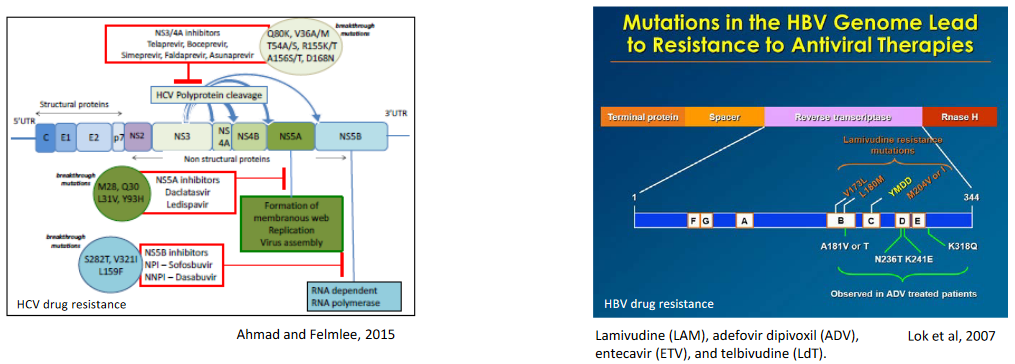 NS3/4A inhibitors
Telaprevir, Boceprevir,
Simeprevir, Faldaprevir, Asunaprevir
breakthrough
mutations
Q80K, V36A/M
T54A/S, R155K/T
A156S/T, D168N
HCV Polyprotein cleavage
Structural proteins
5'UTR
3'UTR
C
E1
E2
p7
NS2
NS3
NS
4A
NS4B
NS5A
NS5B
Non structural proteins
breakthrough
mutations
M28, Q30
L31V, Y93H
NS5A inhibitors
Daclatasvir
Ledispavir
Formation of
membranous web
Replication
Virus assembly
breakthrough
mutations
S282T, V321I
L159F
NS5B inhibitors
NPI – Sofosbuvir
NNPI – Dasabuvir
RNA dependent
RNA polymerase
HCV drug resistance
Ahmad and Felmlee, 2015
Mutations in the HBV Genome Lead
to Resistance to Antiviral Therapies
Terminal protein
Spacer
Reverse transcriptase
Rnase H
Lamivudine resistance
mutations
V173L
L180M
YMDD
M204V or I
1
344
F
G
A
B
C
D
E
A181V or T
N236T
K241E
K318Q
Observed in ADV treated patients
HBV drug resistance
Lamivudine (LAM), adefovir dipivoxil (ADV),
entecavir (ETV), and telbivudine (LdT).
Lok et al, 2007